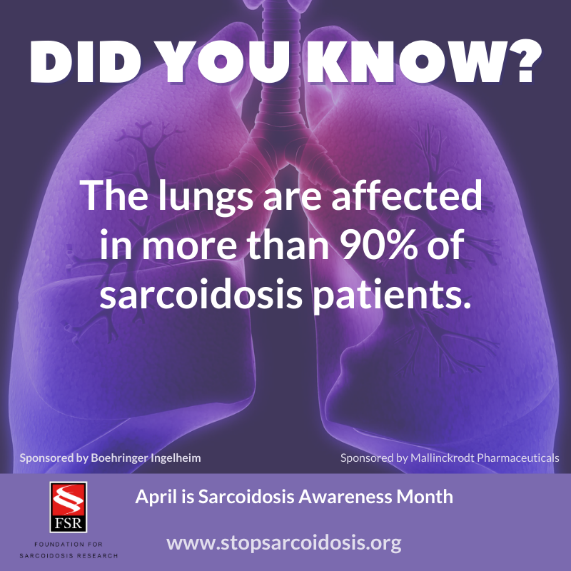 DID YOU KNOW?
The lungs are affected
in more than 90% of
sarcoidosis patients.
Sponsored by Boehringer Ingelheim
Sponsored by Mallinckrodt Pharmaceuticals
April is Sarcoidosis Awareness Month
FSR
FOUNDATION FOR
SARCOIDOSIS RESEARCH
www.stopsarcoidosis.org